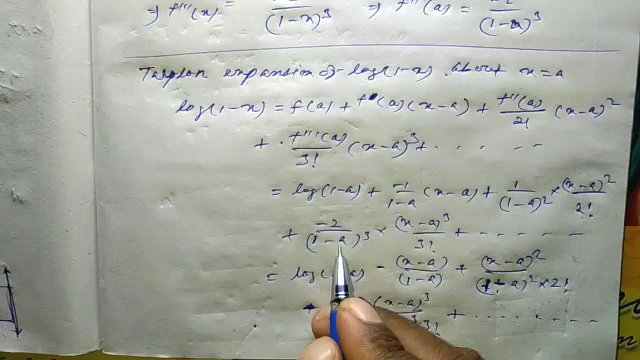 ⇒ f'''(x) = (1-x)³ ⇒ f'''(a) = (1-a)³
Taylor expansion of log(1-x) about x=a
log(1-x) = f(a) + f'(a)(x-a) + f''(a)/2! (x-a)²
+ f'''(a)/3! (x-a)³ + . . . . .
= log(1-a) + -1/1-a (x-a) + 1/(1-a)² × (x-a)²/2!
+ -2/(1-a)³ × (x-a)³/3! + . . . . .
= log( a) - (x-a)/(1-a) + (x-a)²/(1-a)²×2!
(x-a)³ 3! + . . . . . . .